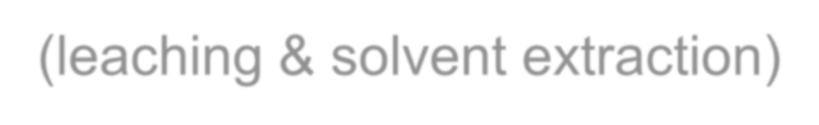 (leaching & solvent extraction)